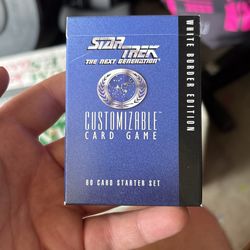 STAR TREK
THE NEXT GENERATION
CUSTOMIZABLE
CARD GAME
60 CARD STARTER SET
WHITE BORDER EDITION